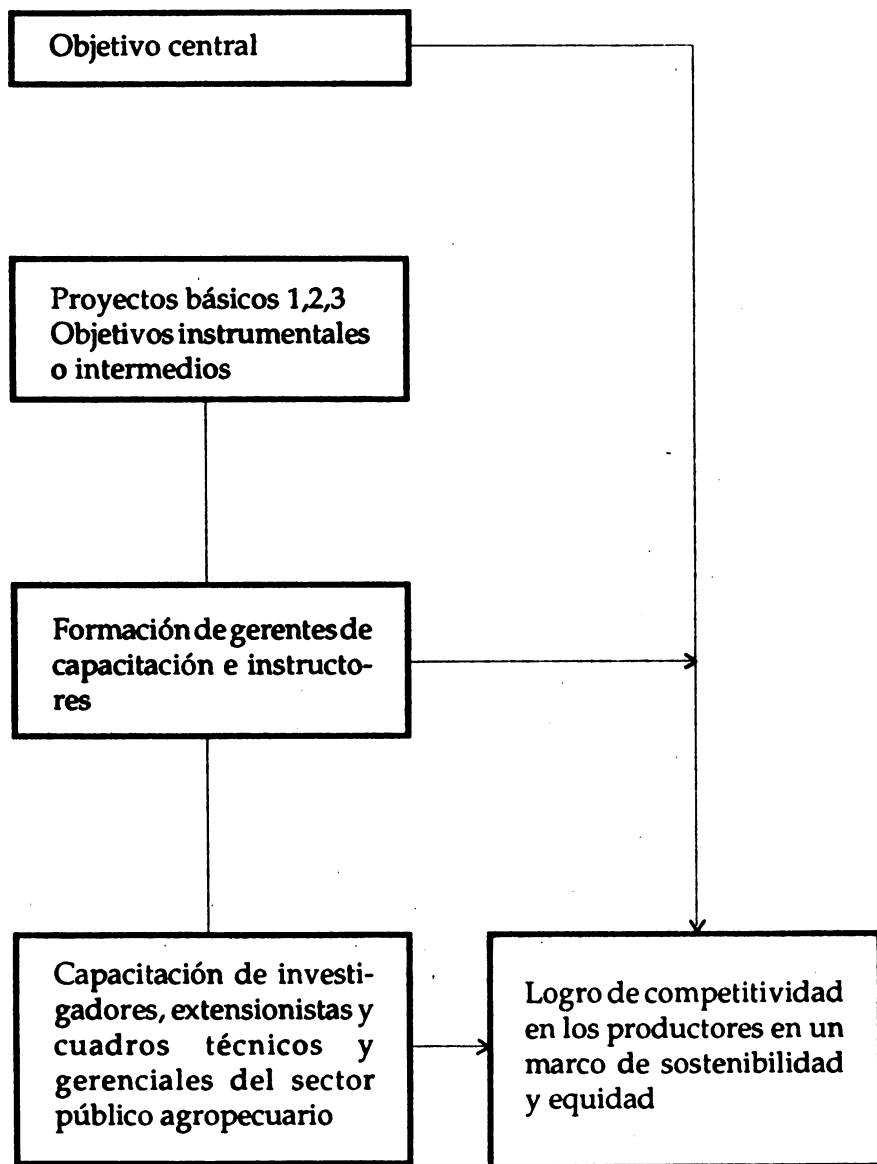 Objetivo central
Proyectos básicos 1,2,3
Objetivos instrumentales
o intermedios
Formación de gerentes de
capacitación e instructo-
res
Capacitación de investi-
gadores, extensionistas y
cuadros técnicos y
gerenciales del sector
público agropecuario
Logro de competitividad
en los productores en un
marco de sostenibilidad
y equidad